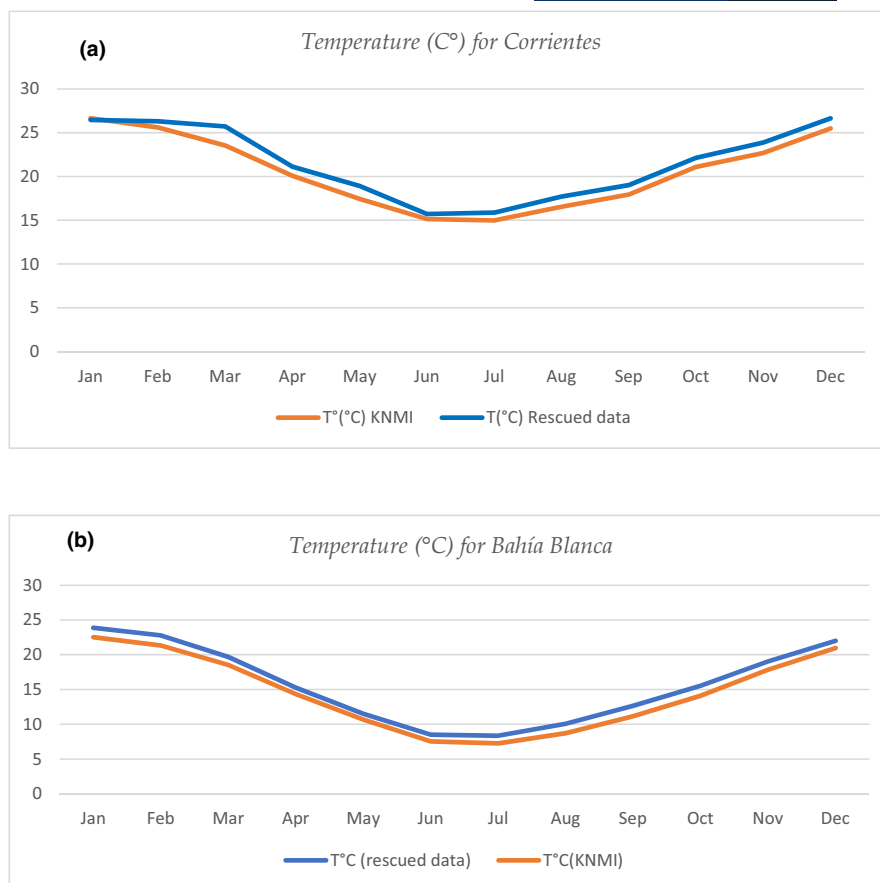 (a)
Temperature (C°) for Corrientes
30
25
20
15
10
5
0
Jan Feb Mar Apr May Jun Jul Aug Sep Oct Nov Dec
T°(°C) KNMI T(°C) Rescued data
(b)
Temperature (°C) for Bahía Blanca
30
25
20
15
10
5
0
Jan Feb Mar Apr May Jun Jul Aug Sep Oct Nov Dec
T°C (rescued data) T°C(KNMI)